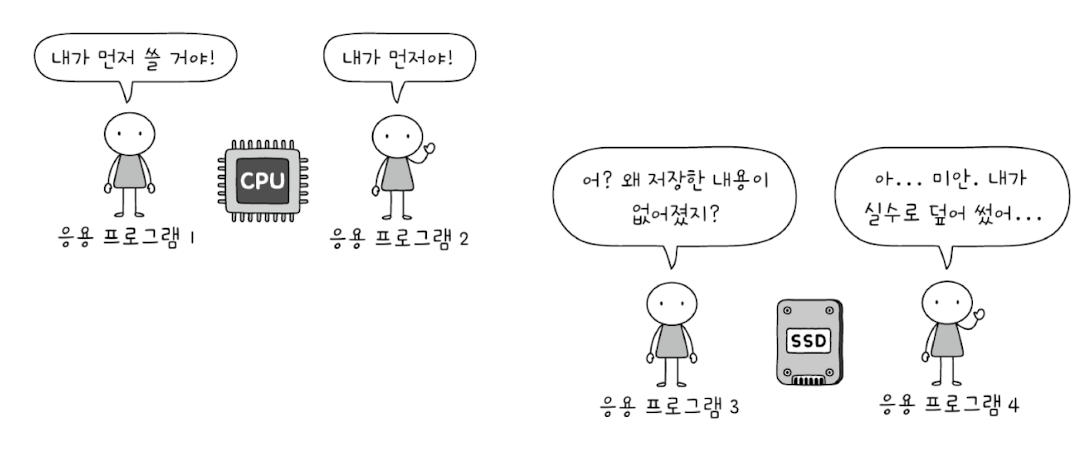 내가 먼저 쓸 거야!
내가 먼저야!
CPU
응용 프로그램 1
응용 프로그램 2
어? 왜 저장한 내용이
없어졌지?
아... 미안. 내가
실수로 덮어 썼어...
SSD
응용 프로그램 3
응용 프로그램 4